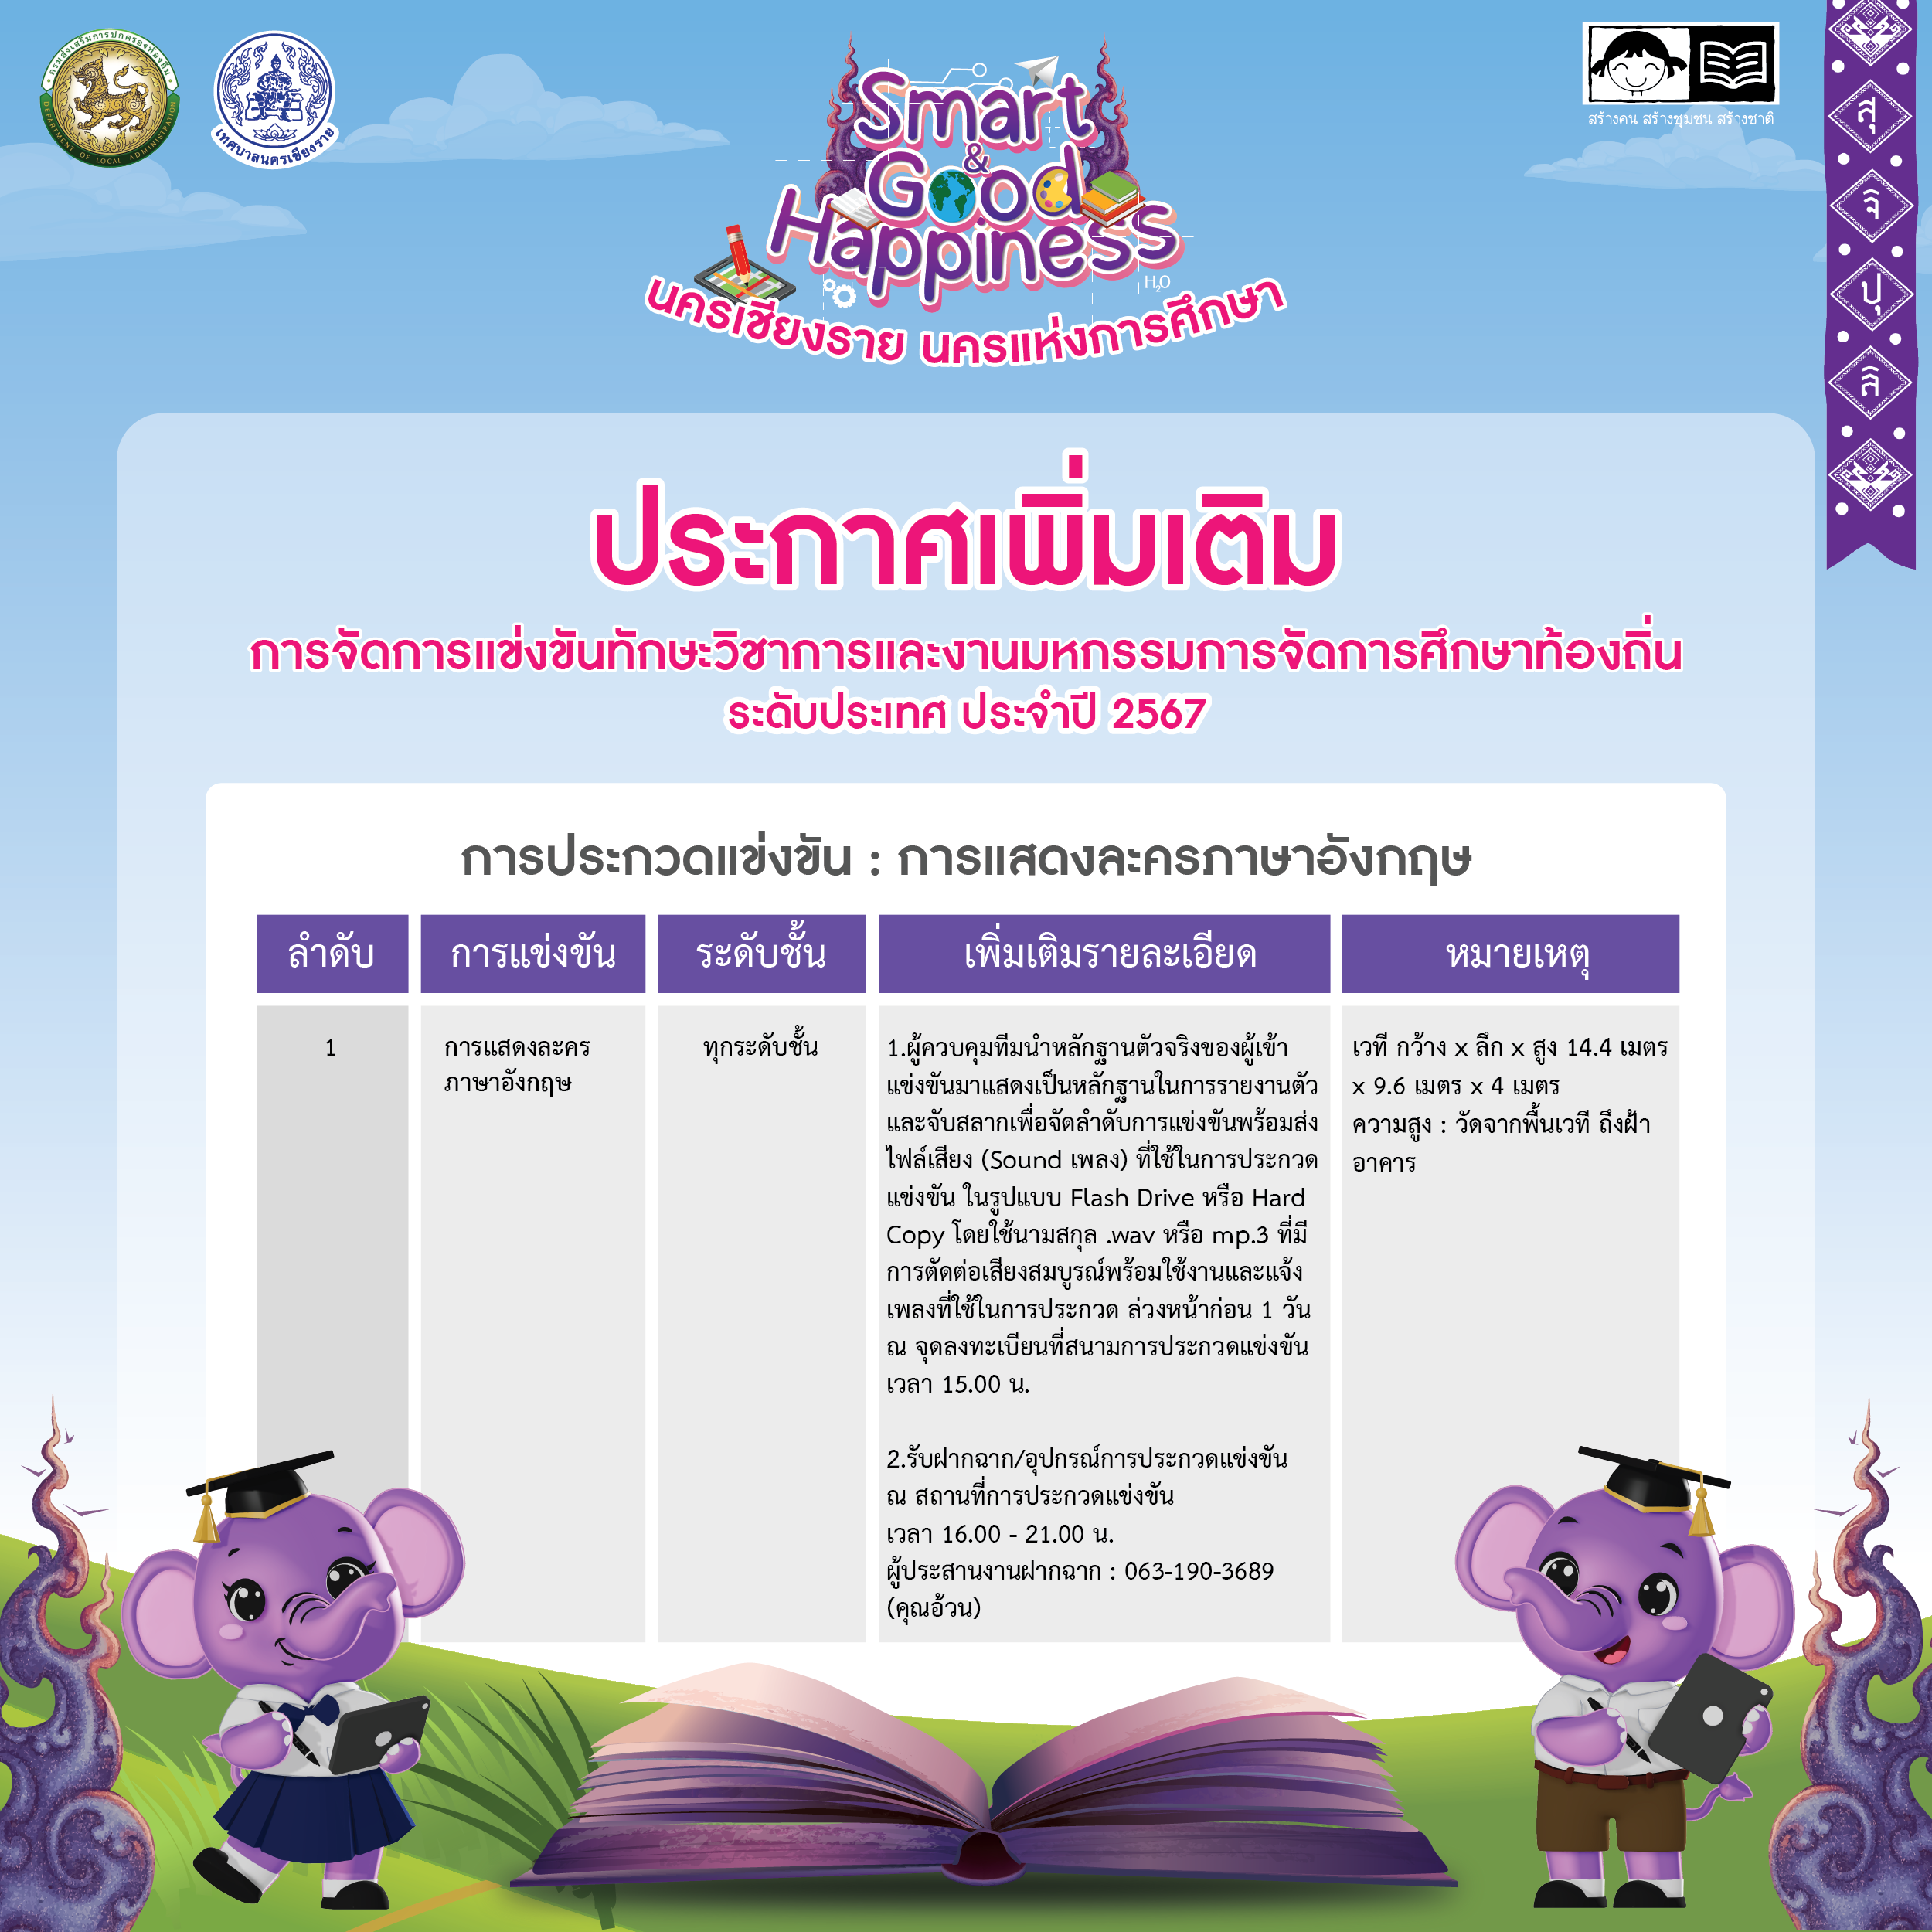 กรมส่งเสริมการปกครองท้องถิ่น
DEPARTMENT OF LOCAL ADMINISTRATION
เทศบาลนครเชียงราย
Smart
&
Good
Happiness
H₂O
นครเชียงราย นครแห่งการศึกษา
สร้างคน สร้างชุมชน สร้างชาติ
สุ
จิ
ปุ
ลิ
ประกาศเพิ่มเติม
การจัดการแข่งขันทักษะวิชาการและงานมหกรรมการจัดการศึกษาท้องถิ่น
ระดับประเทศ ประจำปี 2567
การประกวดแข่งขัน : การแสดงละครภาษาอังกฤษ
ลำดับ
การแข่งขัน
ระดับชั้น
เพิ่มเติมรายละเอียด
หมายเหตุ
1
การแสดงละคร
ภาษาอังกฤษ
ทุกระดับชั้น
1.ผู้ควบคุมทีมนำหลักฐานตัวจริงของผู้เข้า
แข่งขันมาแสดงเป็นหลักฐานในการรายงานตัว
และจับสลากเพื่อจัดลำดับการแข่งขันพร้อมส่ง
ไฟล์เสียง (Sound เพลง) ที่ใช้ในการประกวด
แข่งขัน ในรูปแบบ Flash Drive หรือ Hard
Copy โดยใช้นามสกุล .wav หรือ mp.3 ที่มี
การตัดต่อเสียงสมบูรณ์พร้อมใช้งานและแจ้ง
เพลงที่ใช้ในการประกวด ล่วงหน้าก่อน 1 วัน
ณ จุดลงทะเบียนที่สนามการประกวดแข่งขัน
เวลา 15.00 น.
2.รับฝากฉาก/อุปกรณ์การประกวดแข่งขัน
ณ สถานที่การประกวดแข่งขัน
เวลา 16.00 - 21.00 น.
ผู้ประสานงานฝากฉาก : 063-190-3689
(คุณอ้วน)
เวที กว้าง x ลึก x สูง 14.4 เมตร
x 9.6 เมตร x 4 เมตร
ความสูง : วัดจากพื้นเวที ถึงฝ้า
อาคาร